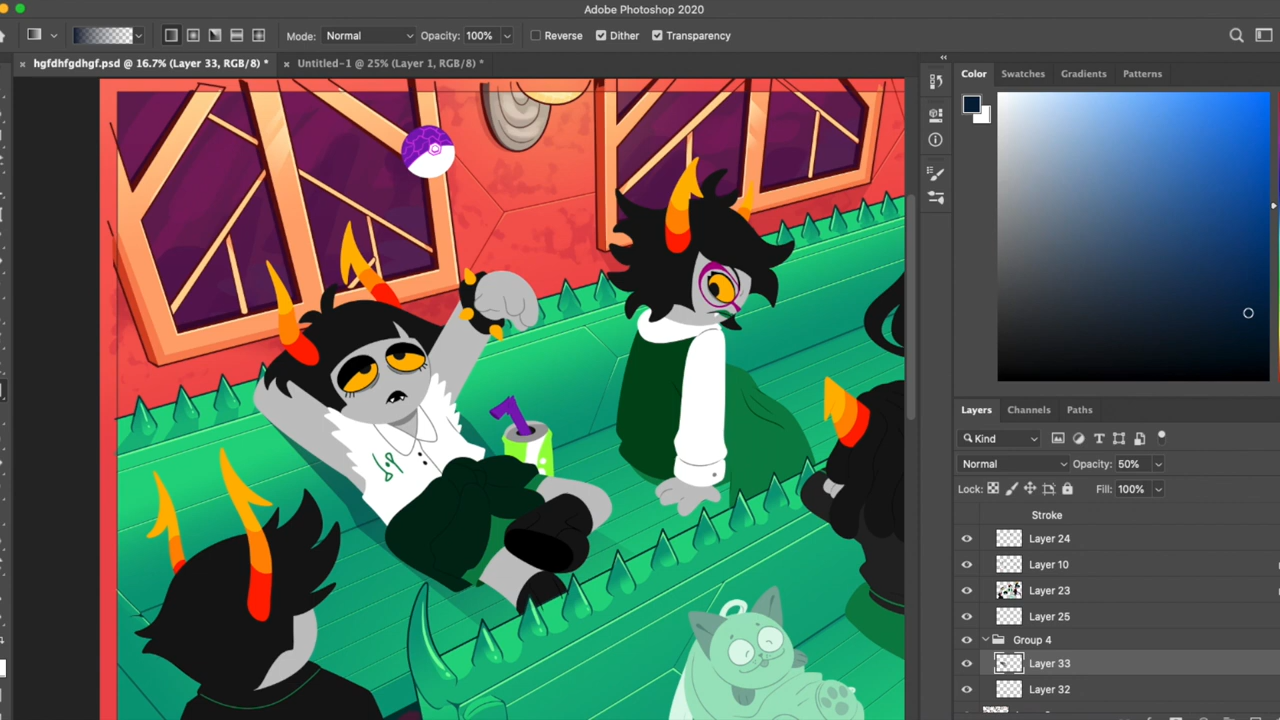 Adobe Photoshop 2020
Mode: Normal Opacity: 100% Reverse Dither Transparency
× hgfdhfgdhgf.psd @ 16.7% (Layer 33, RGB/8) * × Untitled-1 @ 25% (Layer 1, RGB/8) *
Color Swatches Gradients Patterns
Layers Channels Paths
Kind
Normal Opacity: 50%
Lock: Fill: 100%
Stroke
Layer 24
Layer 10
Layer 23
Layer 25
Group 4
Layer 33
Layer 32